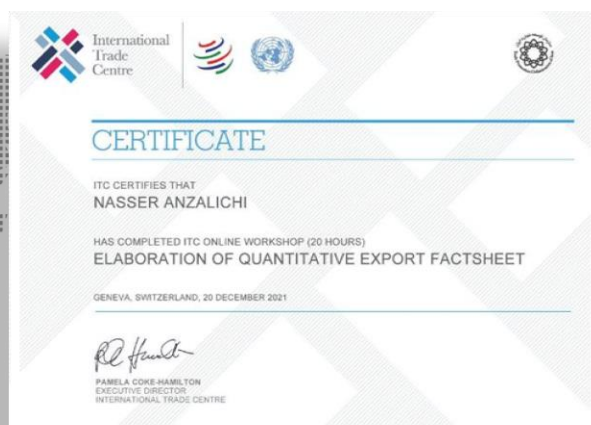 International
Trade
Centre
CERTIFICATE
ITC CERTIFIES THAT
NASSER ANZALICHI
HAS COMPLETED ITC ONLINE WORKSHOP (20 HOURS)
ELABORATION OF QUANTITATIVE EXPORT FACTSHEET
GENEVA, SWITZERLAND, 20 DECEMBER 2021
PAMELA COKE-HAMILTON
EXECUTIVE DIRECTOR
INTERNATIONAL TRADE CENTRE